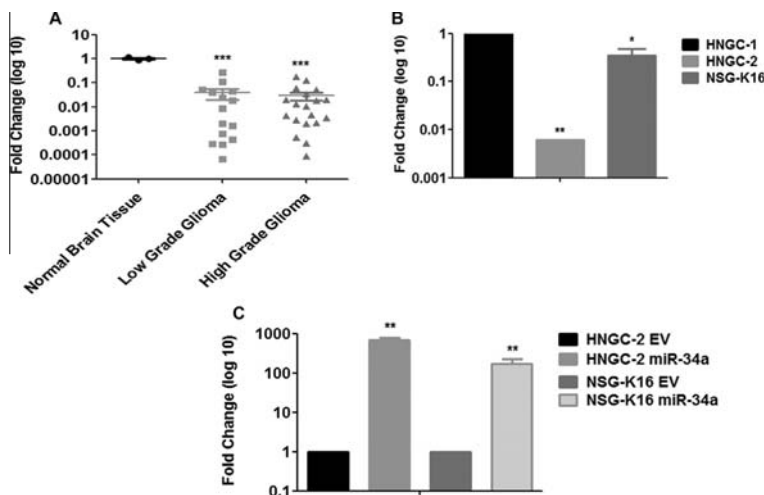 A
Fold Change (log 10)
10
1
0.1
0.01
0.001
0.0001
0.00001
***
***
Normal Brain Tissue
Low Grade Glioma
High Grade Glioma
B
Fold Change (log 10)
1
0.1
0.01
0.001
**
*
HNGC-1
HNGC-2
NSG-K16
C
Fold Change (log 10)
1000
100
10
1
0.1
**
**
HNGC-2 EV
HNGC-2 miR-34a
NSG-K16 EV
NSG-K16 miR-34a